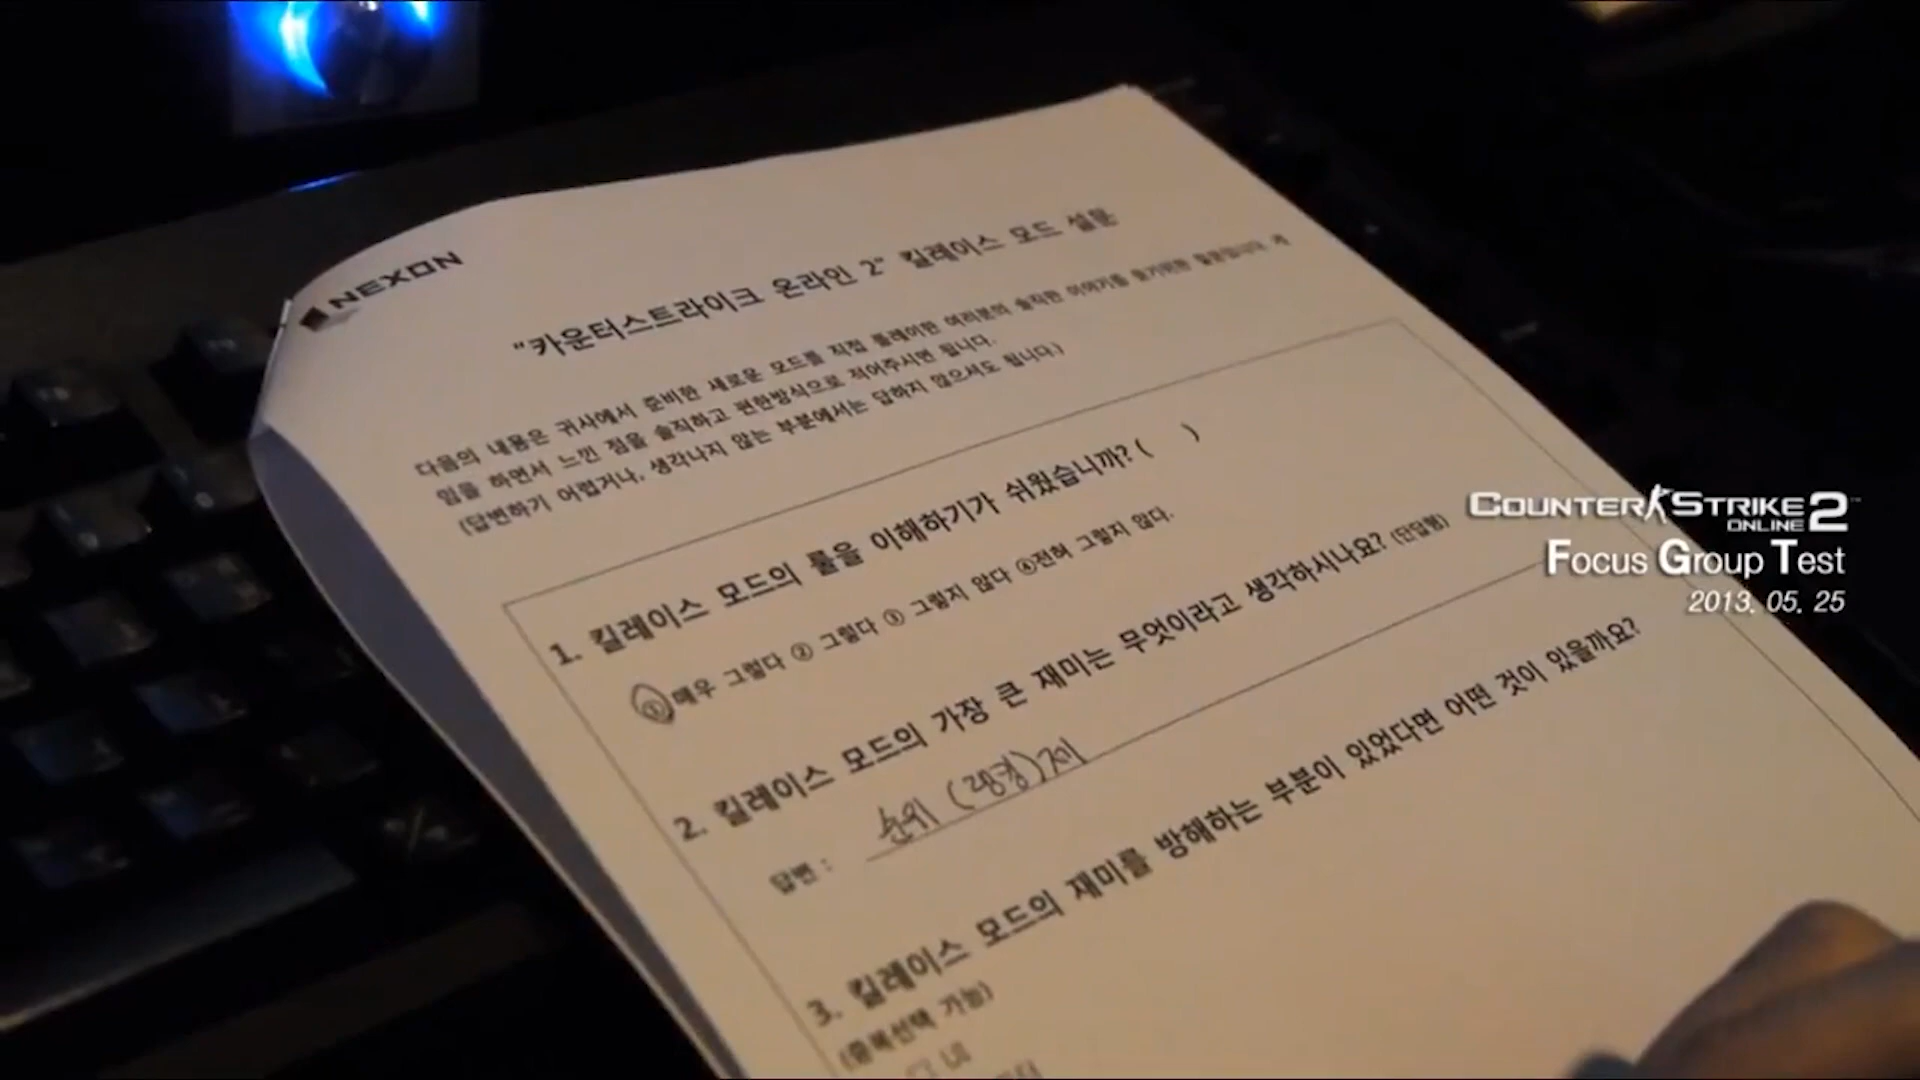 NEXON
"카운터스트라이크 온라인 2" 킬레이스 모드 설문
다음의 내용은 귀사에서 준비한 새로운 모드를 직접 플레이한 여러분의 솔직한 이야기를 듣기위한 질문입니다. 게
임을 하면서 느낀 점을 솔직하고 편한방식으로 적어주시면 됩니다.
(답변하기 어렵거나, 생각나지 않는 부분에서는 답하지 않으셔도 됩니다.)
1. 킬레이스 모드의 룰을 이해하기가 쉬웠습니까? ( )
①매우 그렇다 ② 그렇다 ③ 그렇지 않다 ④전혀 그렇지 않다.
2. 킬레이스 모드의 가장 큰 재미는 무엇이라고 생각하시나요? (단답형)
답변 : 순위 (랭킹)제
3. 킬레이스 모드의 재미를 방해하는 부분이 있었다면 어떤 것이 있을까요?
(중복선택 가능)
COUNTER STRIKE
ONLINE 2™
Focus Group Test
2013. 05. 25